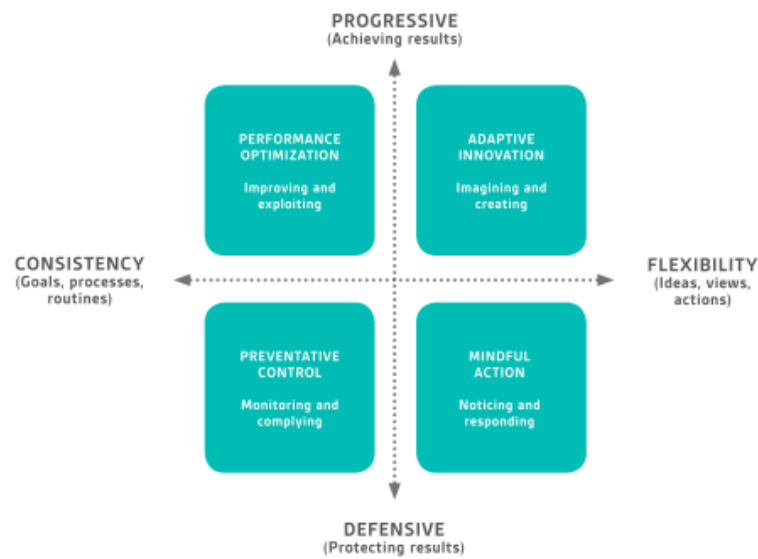 PROGRESSIVE
(Achieving results)
PERFORMANCE
OPTIMIZATION
Improving and
exploiting
ADAPTIVE
INNOVATION
Imagining and
creating
CONSISTENCY
(Goals, processes,
routines)
FLEXIBILITY
(Ideas, views,
actions)
PREVENTATIVE
CONTROL
Monitoring and
complying
MINDFUL
ACTION
Noticing and
responding
DEFENSIVE
(Protecting results)